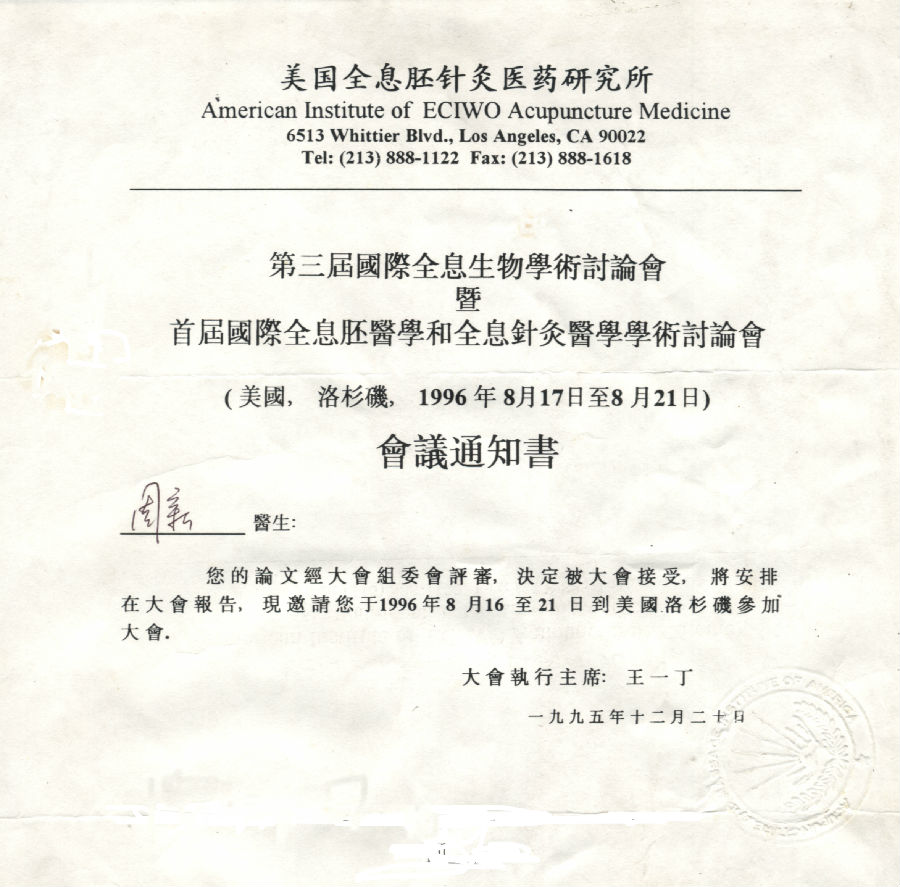 美国全息胚针灸医药研究所
American Institute of ECIWO Acupuncture Medicine
6513 Whittier Blvd., Los Angeles, CA 90022
Tel: (213) 888-1122 Fax: (213) 888-1618
第三屆國際全息生物學術討論會
暨
首屆國際全息胚醫學和全息針灸醫學學術討論會
( 美國, 洛杉磯, 1996 年 8月17日至8 月21日)
會議通知書
周新 醫生:
您的論文經大會組委會評審, 決定被大會接受, 將安排
在大會報告, 現邀請您于1996 年 8 月16 至 21 日到美國洛杉磯參加
大會.
大會執行主席: 王一丁
一九九五年十二月二十日